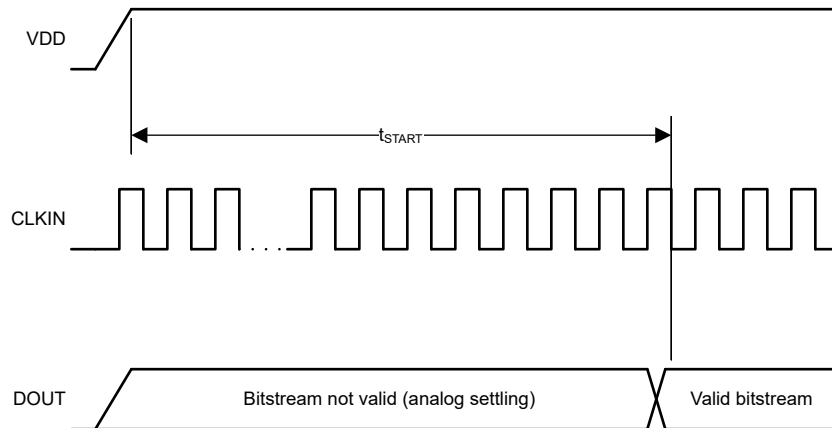 VDD
tSTART
CLKIN
. . .
DOUT
Bitstream not valid (analog settling)
Valid bitstream